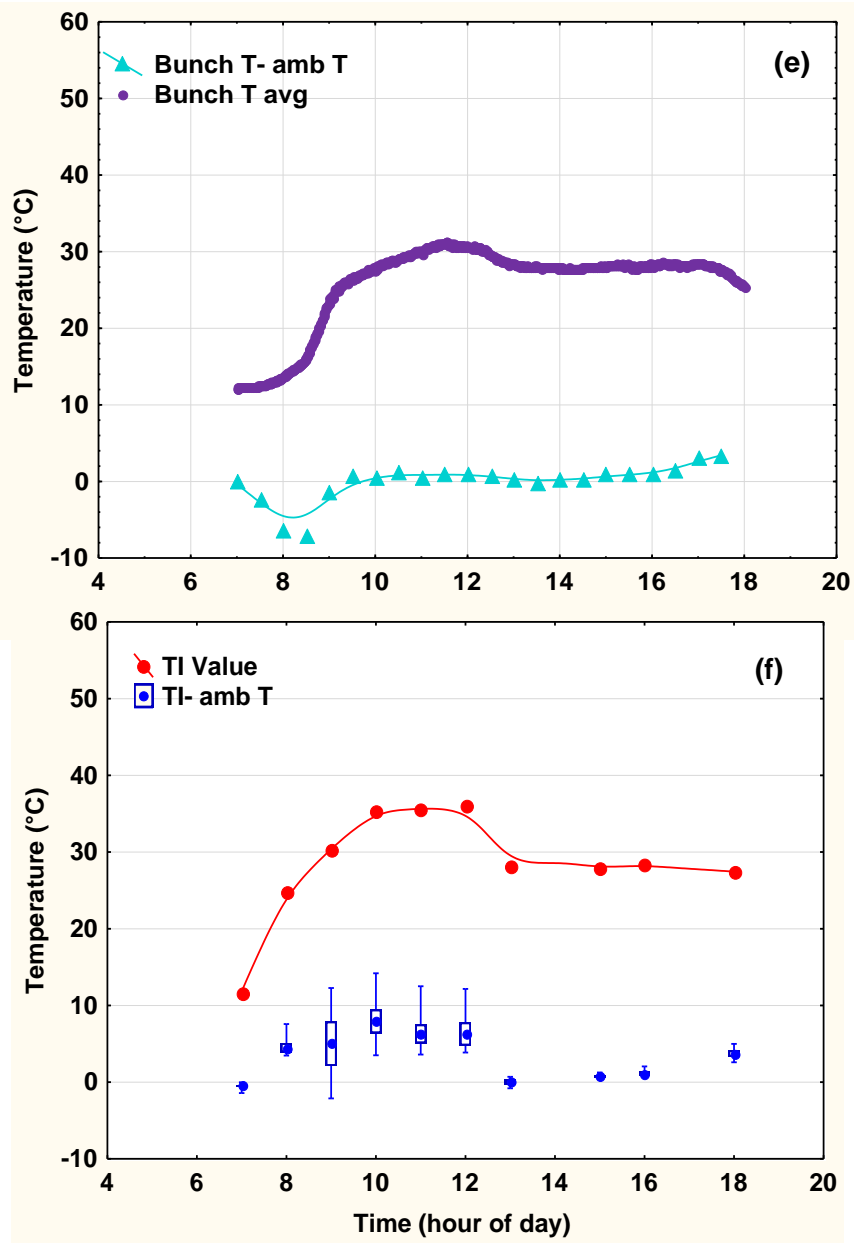 60
50
40
30
20
10
0
-10
Temperature (°C)
Bunch T- amb T
Bunch T avg
(e)
4 6 8 10 12 14 16 18 20
60
50
40
30
20
10
0
-10
Temperature (°C)
TI Value
TI- amb T
(f)
4 6 8 10 12 14 16 18 20
Time (hour of day)